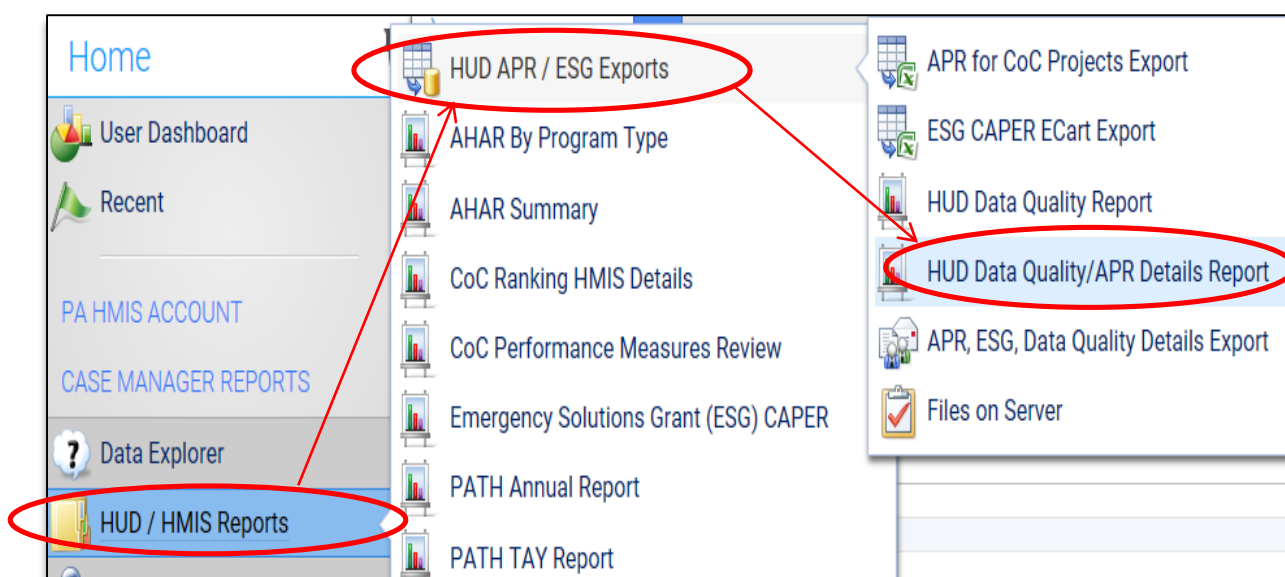 Home
User Dashboard
Recent
PA HMIS ACCOUNT
CASE MANAGER REPORTS
Data Explorer
HUD / HMIS Reports
HUD APR / ESG Exports
AHAR By Program Type
AHAR Summary
CoC Ranking HMIS Details
CoC Performance Measures Review
Emergency Solutions Grant (ESG) CAPER
PATH Annual Report
PATH TAY Report
APR for CoC Projects Export
ESG CAPER ECart Export
HUD Data Quality Report
HUD Data Quality/APR Details Report
APR, ESG, Data Quality Details Export
Files on Server